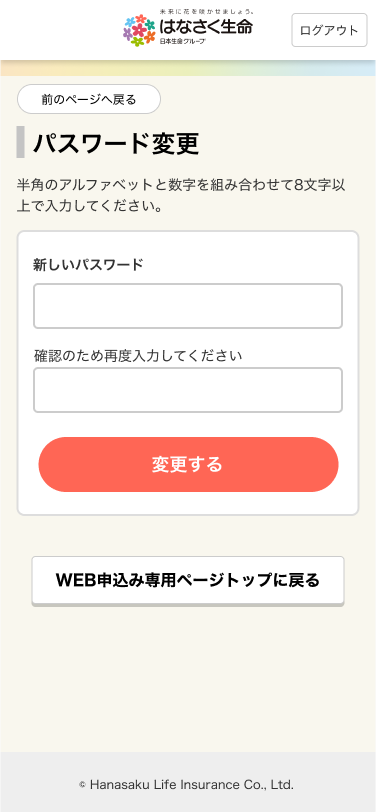 未来に花を咲かせましょう。
はなさく生命
日本生命グループ
ログアウト
前のページへ戻る
パスワード変更
半角のアルファベットと数字を組み合わせて8文字以
上で入力してください。
新しいパスワード
確認のため再度入力してください
変更する
WEB申込み専用ページトップに戻る
© Hanasaku Life Insurance Co., Ltd.